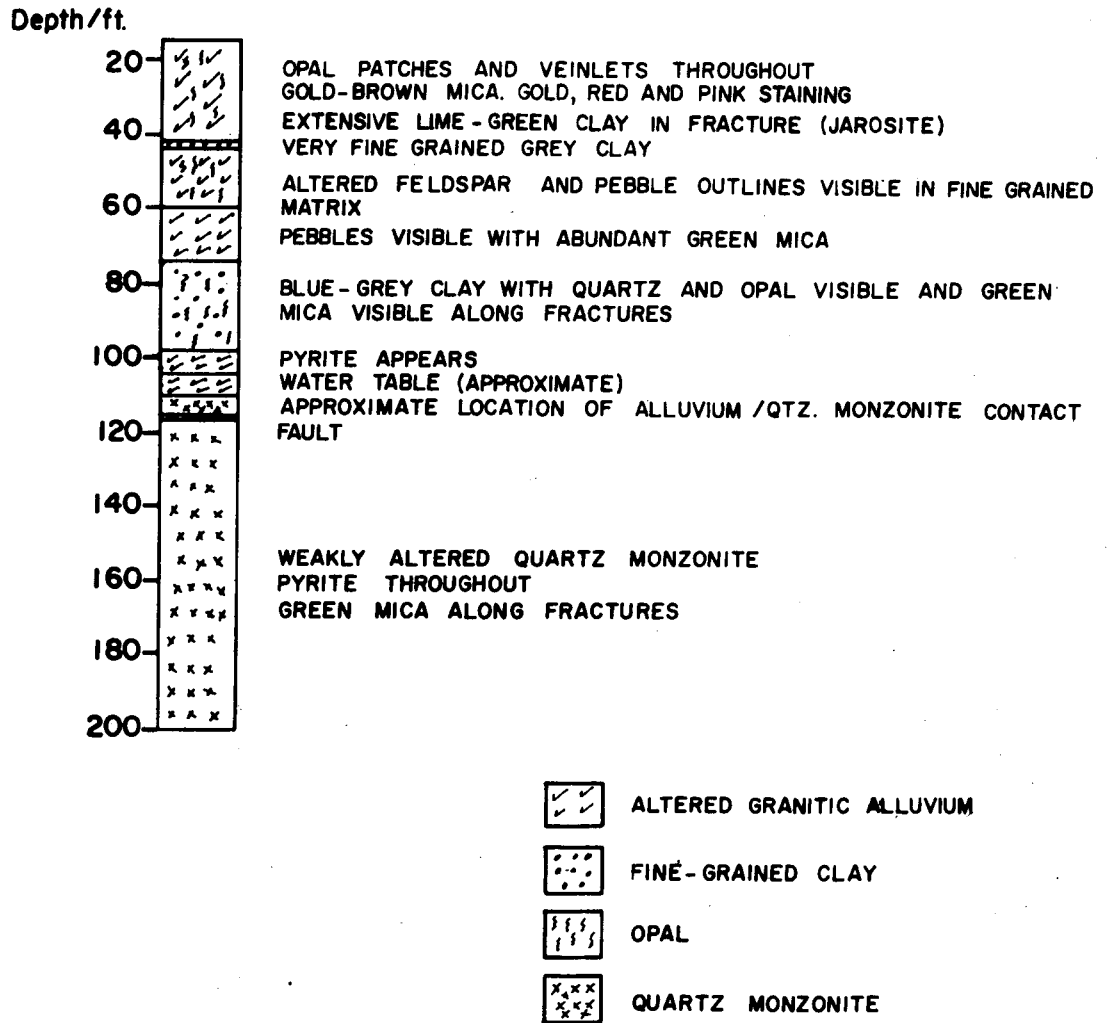 Depth/ft.
20
OPAL PATCHES AND VEINLETS THROUGHOUT
GOLD-BROWN MICA. GOLD, RED AND PINK STAINING
40
EXTENSIVE LIME-GREEN CLAY IN FRACTURE (JAROSITE)
VERY FINE GRAINED GREY CLAY
ALTERED FELDSPAR AND PEBBLE OUTLINES VISIBLE IN FINE GRAINED
60
MATRIX
PEBBLES VISIBLE WITH ABUNDANT GREEN MICA
80
BLUE-GREY CLAY WITH QUARTZ AND OPAL VISIBLE AND GREEN
MICA VISIBLE ALONG FRACTURES
100
PYRITE APPEARS
WATER TABLE (APPROXIMATE)
APPROXIMATE LOCATION OF ALLUVIUM/QTZ. MONZONITE CONTACT
120
FAULT
140
WEAKLY ALTERED QUARTZ MONZONITE
160
PYRITE THROUGHOUT
GREEN MICA ALONG FRACTURES
180
200
ALTERED GRANITIC ALLUVIUM
FINE-GRAINED CLAY
OPAL
QUARTZ MONZONITE